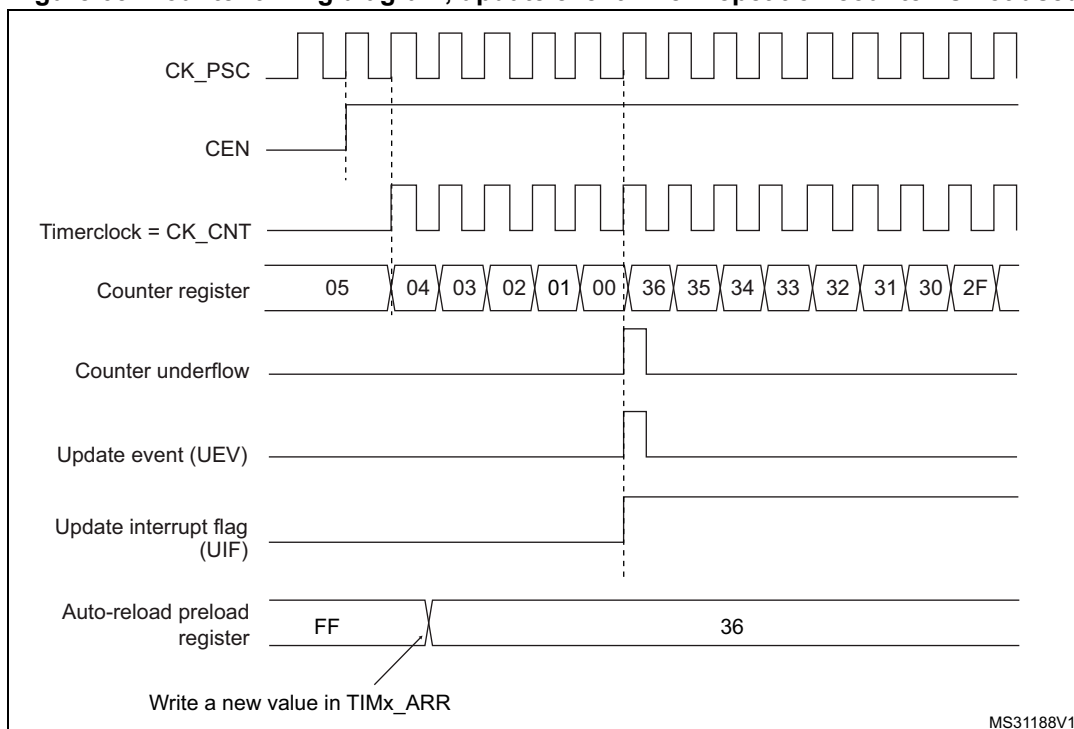 CK_PSC
CEN
Timerclock = CK_CNT
Counter register
05 04 03 02 01 00 36 35 34 33 32 31 30 2F
Counter underflow
Update event (UEV)
Update interrupt flag
(UIF)
Auto-reload preload
register
FF 36
Write a new value in TIMx_ARR
MS31188V1